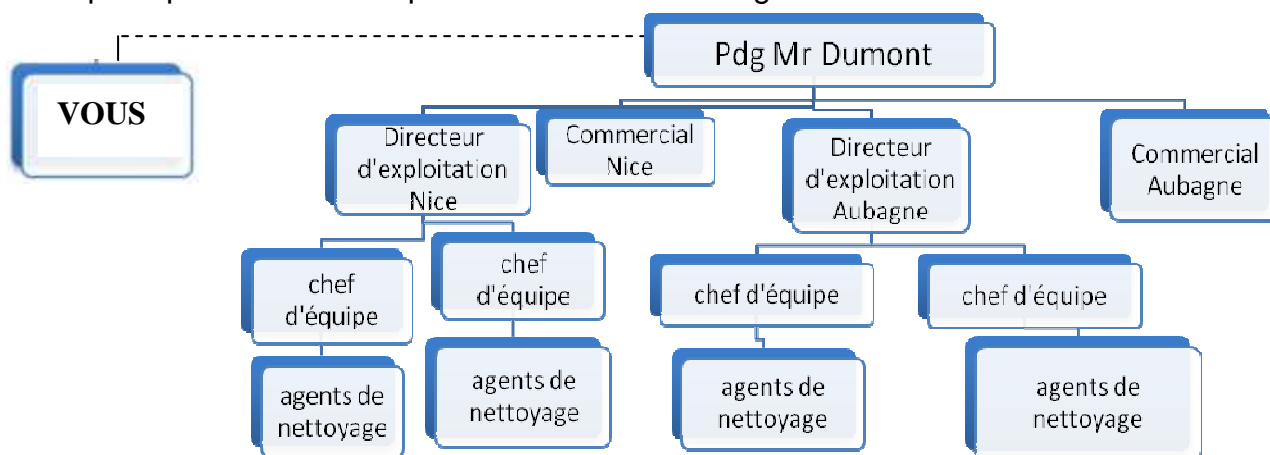 Pdg Mr Dumont
VOUS
Directeur
d'exploitation
Nice
Commercial
Nice
Directeur
d'exploitation
Aubagne
Commercial
Aubagne
chef
d'équipe
chef
d'équipe
chef d'équipe
chef d'équipe
agents de
nettoyage
agents de
nettoyage
agents de
nettoyage
agents de
nettoyage